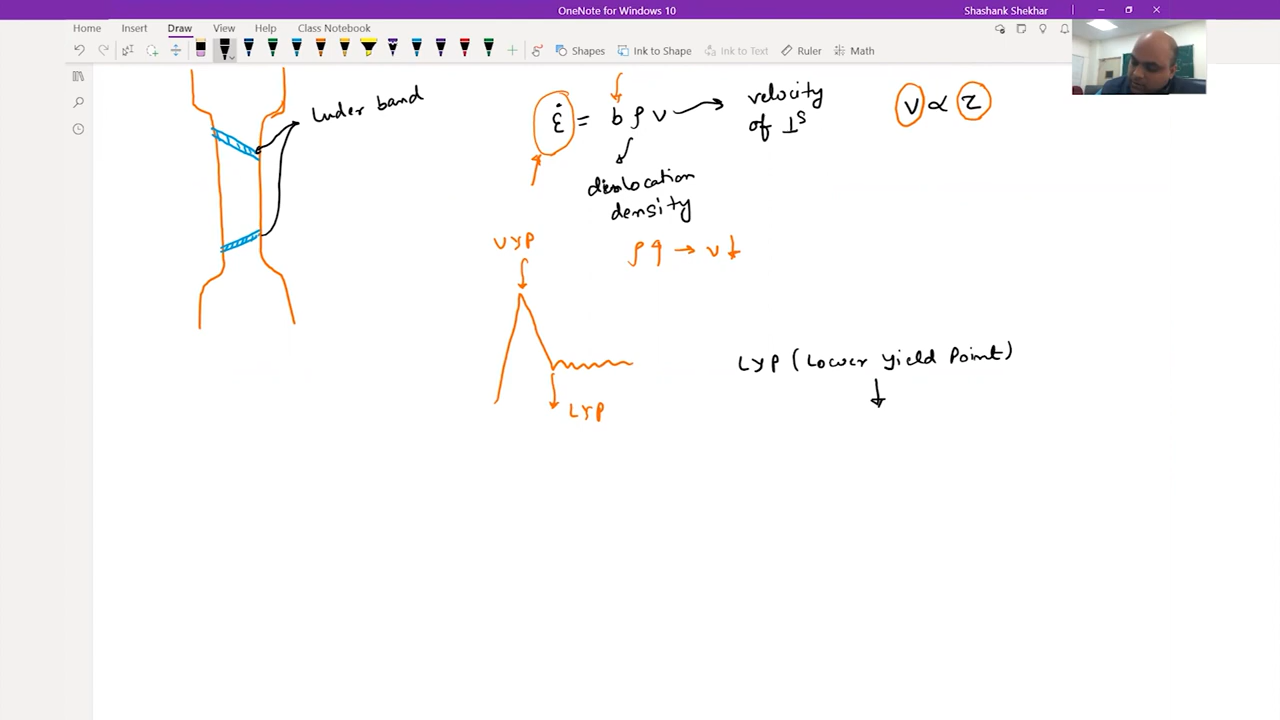 OneNote for Windows 10
Shashank Shekhar
Home Insert Draw View Help Class Notebook
Shapes Ink to Shape Ink to Text Ruler Math
Luder band
ε̇ = b ρ v → velocity of ⊥s
v ∝ τ
dislocation
density
ρ ↑ → v ↓
UYP
LYP
LYP (Lower Yield Point)